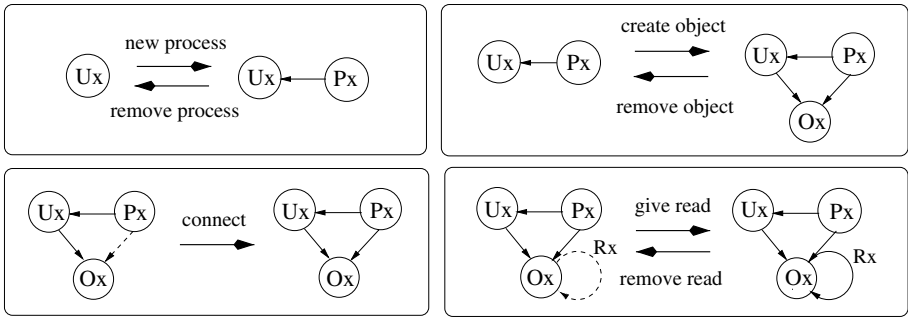 new process
Ux Ux Px
remove process
create object
Ux Px Ux Px
remove object
Ox
Ux Px Ux Px
connect
Ox Ox
Ux Px give read Ux Px
Rx Rx
Ox remove read Ox